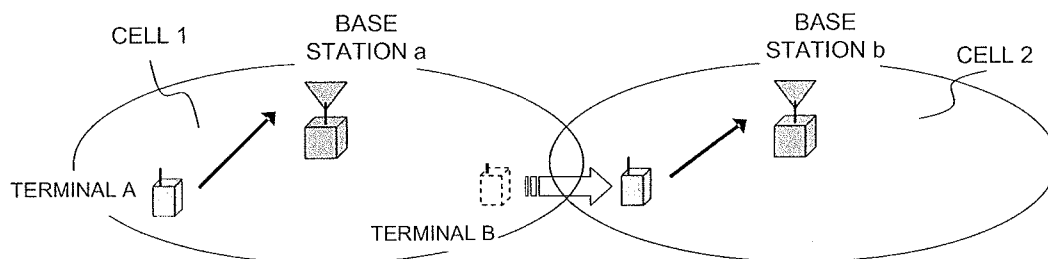 CELL 1
BASE
STATION a
BASE
STATION b
CELL 2
TERMINAL A
TERMINAL B